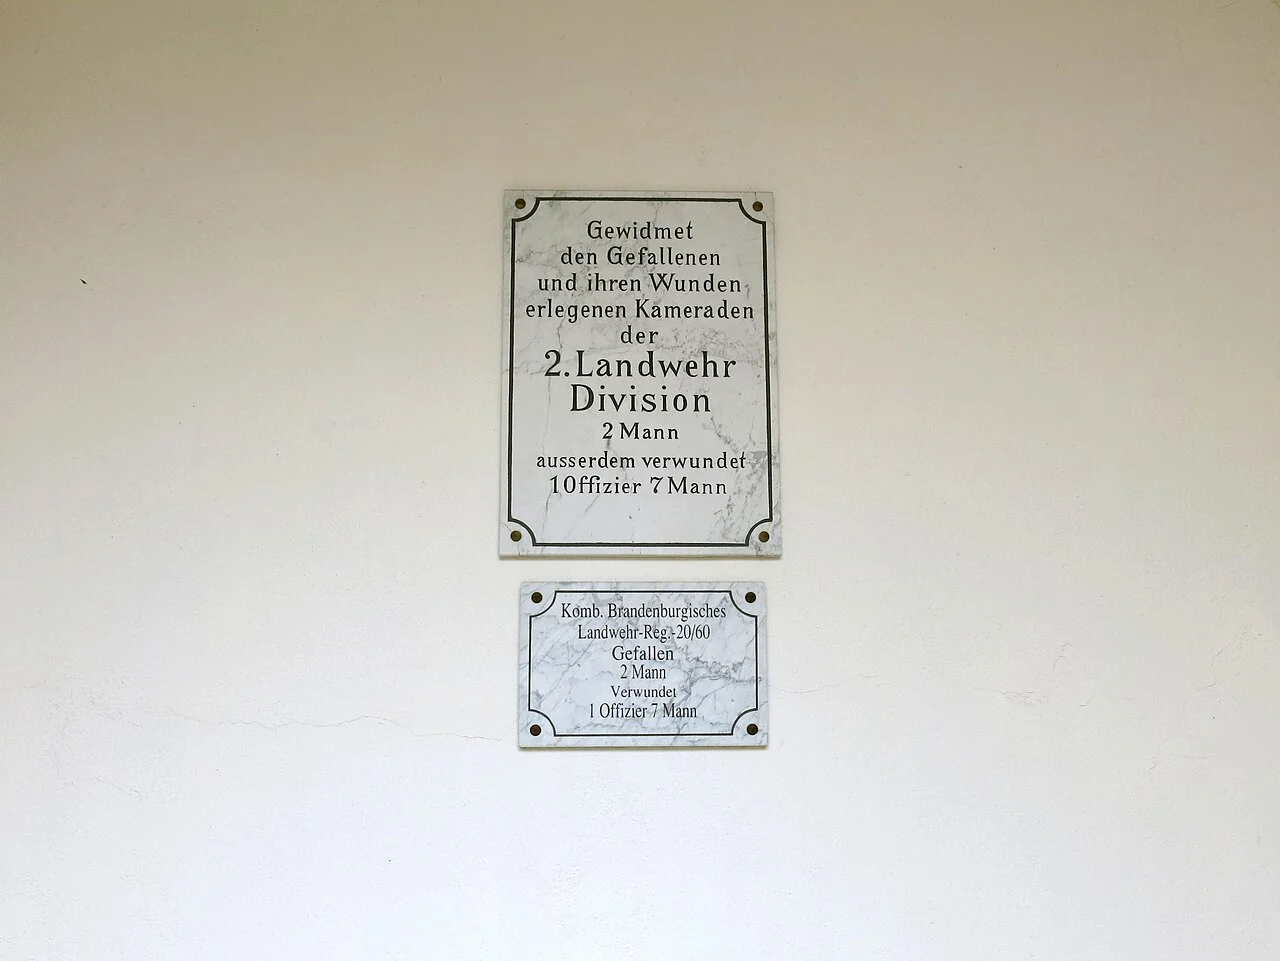 Gewidmet
den Gefallenen
und ihren Wunden
erlegenen Kameraden
der
2. Landwehr
Division
2 Mann
ausserdem verwundet
1 Offizier 7 Mann
Komb. Brandenburgisches
Landwehr-Reg.-20/60
Gefallen
2 Mann
Verwundet
1 Offizier 7 Mann